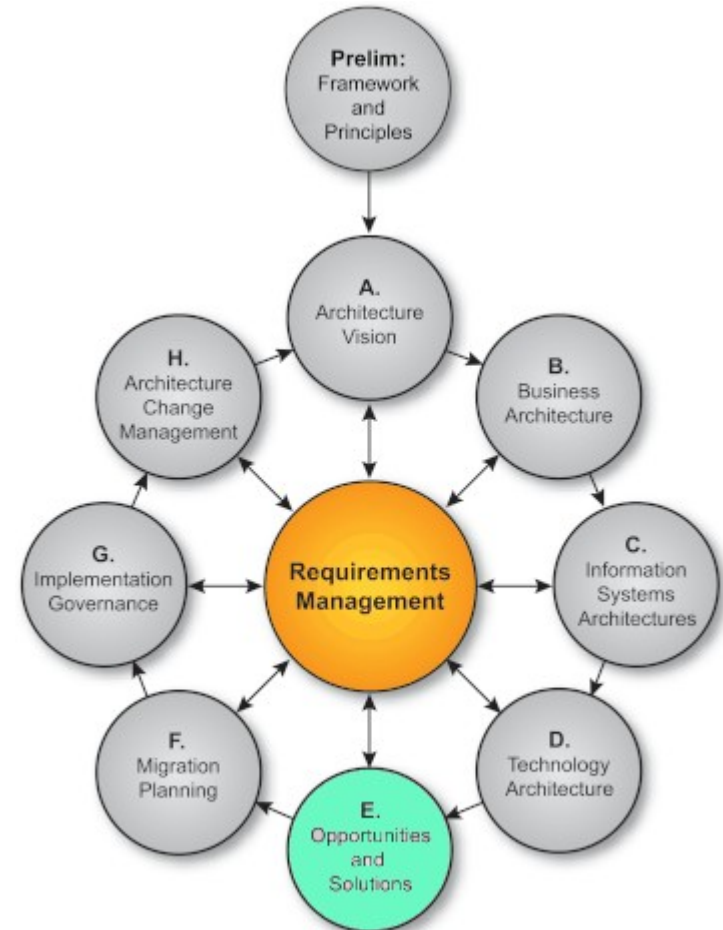 Prelim:
Framework
and
Principles
A.
Architecture
Vision
B.
Business
Architecture
C.
Information
Systems
Architectures
D.
Technology
Architecture
E.
Opportunities
and
Solutions
F.
Migration
Planning
G.
Implementation
Governance
H.
Architecture
Change
Management
Requirements
Management